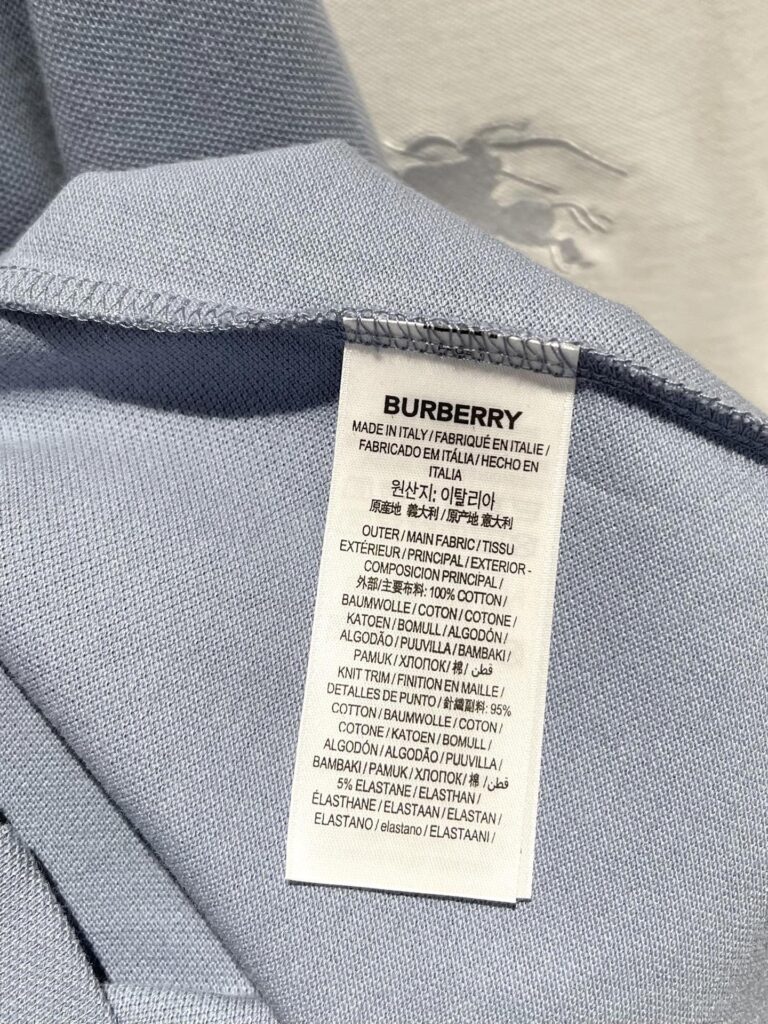 BURBERRY
MADE IN ITALY / FABRIQUÉ EN ITALIE /
FABRICADO EM ITÁLIA / HECHO EN
ITALIA
원산지; 이탈리아
原産地 義大利 / 原产地 意大利
OUTER / MAIN FABRIC / TISSU
EXTÉRIEUR / PRINCIPAL / EXTERIOR -
COMPOSICION PRINCIPAL /
外部/主要布料: 100% COTTON /
BAUMWOLLE / COTON / COTONE /
KATOEN / BOMULL / ALGODÓN /
ALGODÃO / PUUVILLA / BAMBAKI /
PAMUK / ХЛОПОК / 棉 / قطن
KNIT TRIM / FINITION EN MAILLE /
DETALLES DE PUNTO / 針織副料: 95%
COTTON / BAUMWOLLE / COTON /
COTONE / KATOEN / BOMULL /
ALGODÓN / ALGODÃO / PUUVILLA /
BAMBAKI / PAMUK / ХЛОПОК / 棉 / قطن
5% ELASTANE / ELASTHAN /
ÉLASTHANE / ELASTAAN / ELASTAN /
ELASTANO / elastano / ELASTAANI /